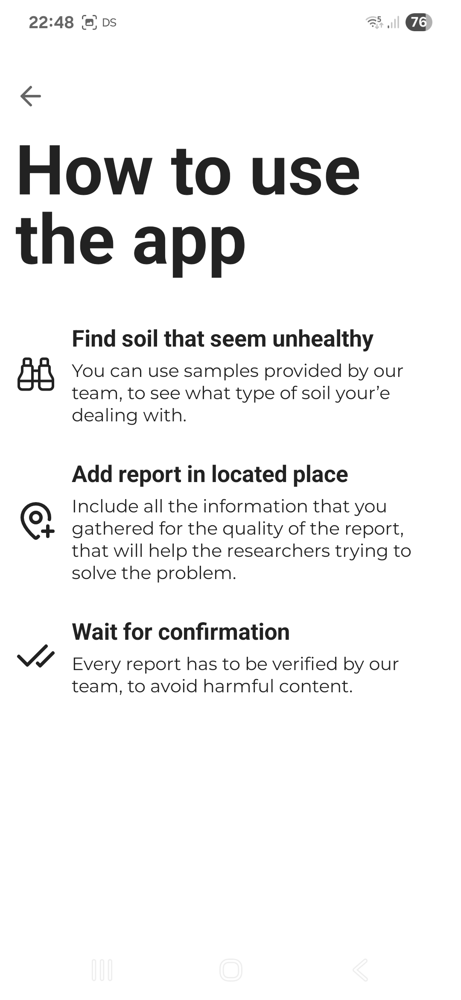 22:48 DS 5 76
How to use
the app
Find soil that seem unhealthy
You can use samples provided by our
team, to see what type of soil your’e
dealing with.
Add report in located place
Include all the information that you
gathered for the quality of the report,
that will help the researchers trying to
solve the problem.
Wait for confirmation
Every report has to be verified by our
team, to avoid harmful content.